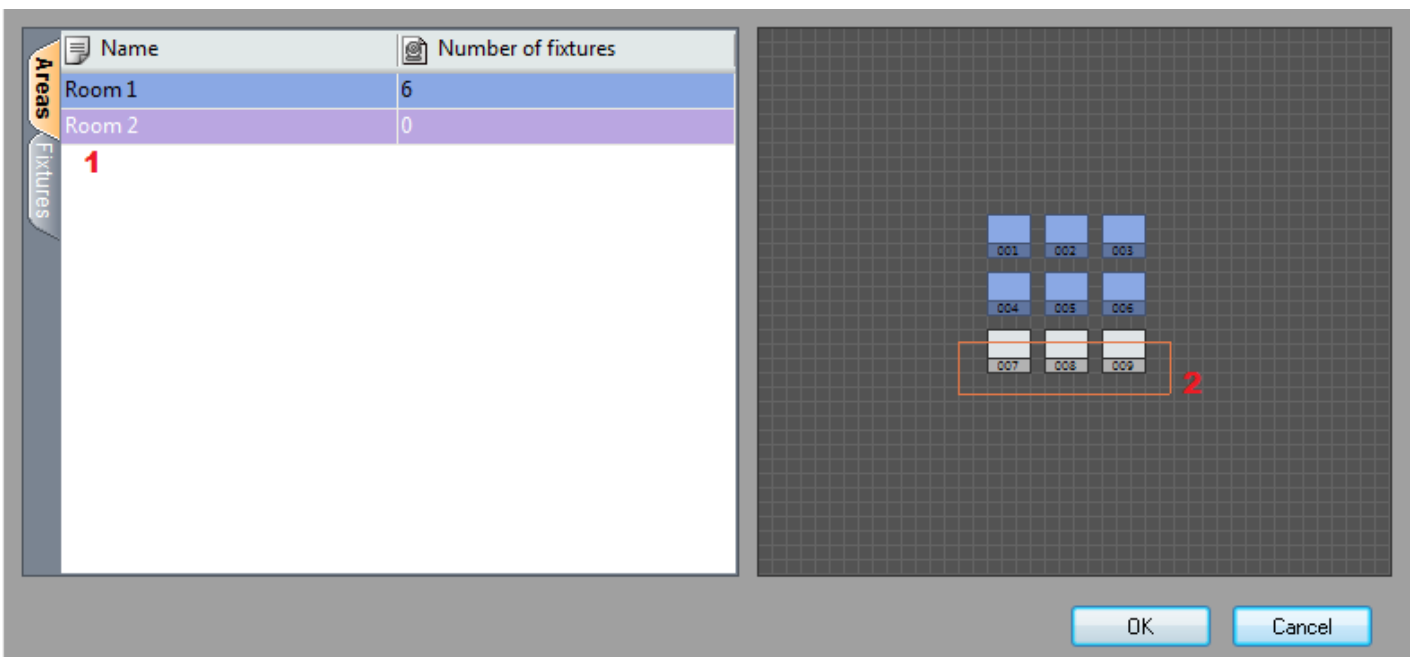 Name Number of fixtures
Areas
Room 1 6
Room 2 0
Fixtures
1
001 002 003
004 005 006
007 008 009
2
OK Cancel